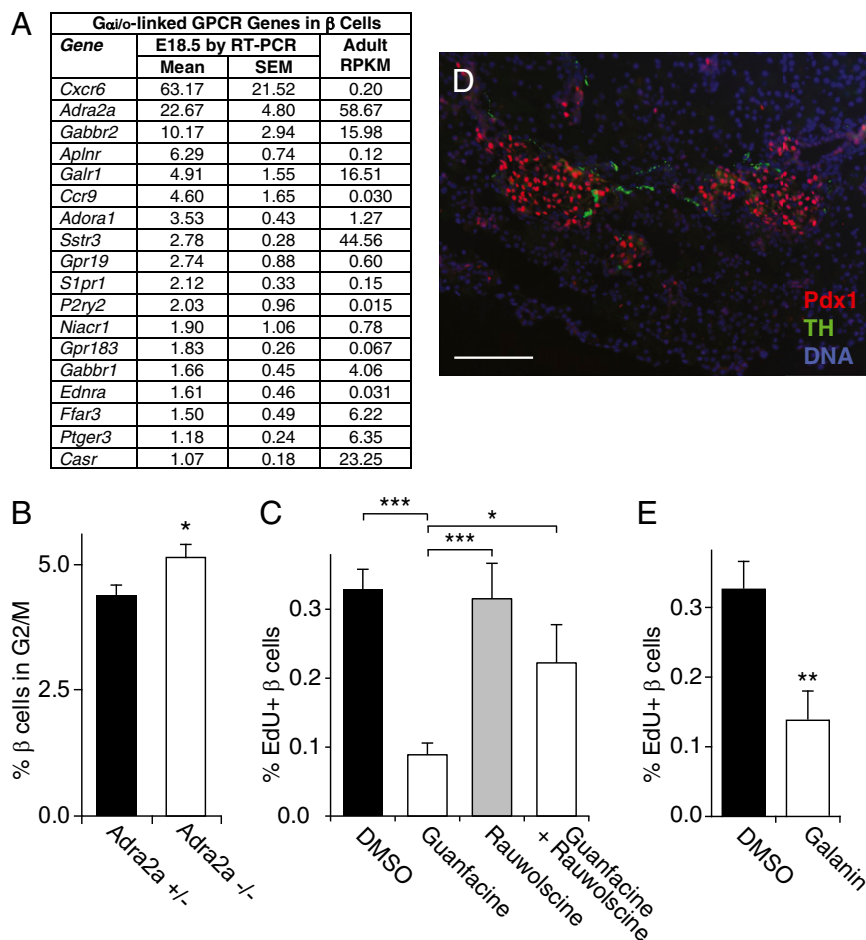 A
Gαi/o-linked GPCR Genes in β Cells
Gene E18.5 by RT-PCR Adult RPKM
Mean SEM
Cxcr6 63.17 21.52 0.20
Adra2a 22.67 4.80 58.67
Gabbr2 10.17 2.94 15.98
Aplnr 6.29 0.74 0.12
Galr1 4.91 1.55 16.51
Ccr9 4.60 1.65 0.030
Adora1 3.53 0.43 1.27
Sstr3 2.78 0.28 44.56
Gpr19 2.74 0.88 0.60
S1pr1 2.12 0.33 0.15
P2ry2 2.03 0.96 0.015
Niacr1 1.90 1.06 0.78
Gpr183 1.83 0.26 0.067
Gabbr1 1.66 0.45 4.06
Ednra 1.61 0.46 0.031
Ffar3 1.50 0.49 6.22
Ptger3 1.18 0.24 6.35
Casr 1.07 0.18 23.25
D
Pdx1
TH
DNA
B
% β cells in G2/M
5.0
2.5
0.0
*
Adra2a +/-
Adra2a -/-
C
% EdU+ β cells
0.3
0.2
0.1
0.0
***
*
***
DMSO
Guanfacine
Rauwolscine
Guanfacine
+ Rauwolscine
E
% EdU+ β cells
0.3
0.2
0.1
0.0
**
DMSO
Galanin